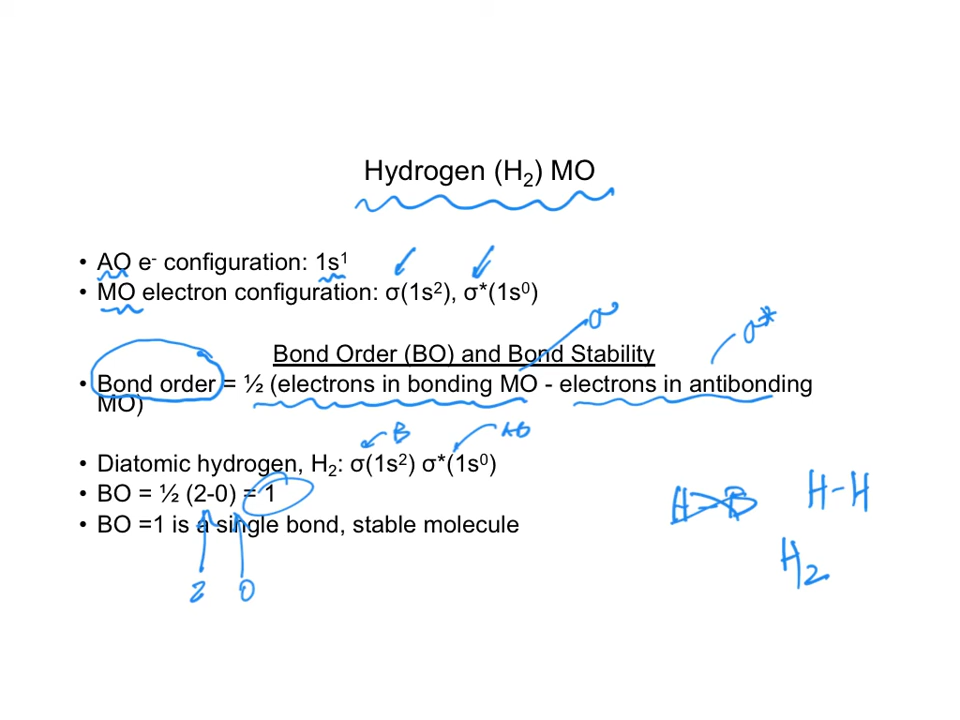 Hydrogen (H₂) MO
• AO e⁻ configuration: 1s¹
• MO electron configuration: σ(1s²), σ*(1s⁰)
σ
σ*
Bond Order (BO) and Bond Stability
• Bond order = ½ (electrons in bonding MO - electrons in antibonding
MO)
B
AB
• Diatomic hydrogen, H₂: σ(1s²) σ*(1s⁰)
• BO = ½ (2-0) = 1
H-H
• BO =1 is a single bond, stable molecule
H₂
2 0